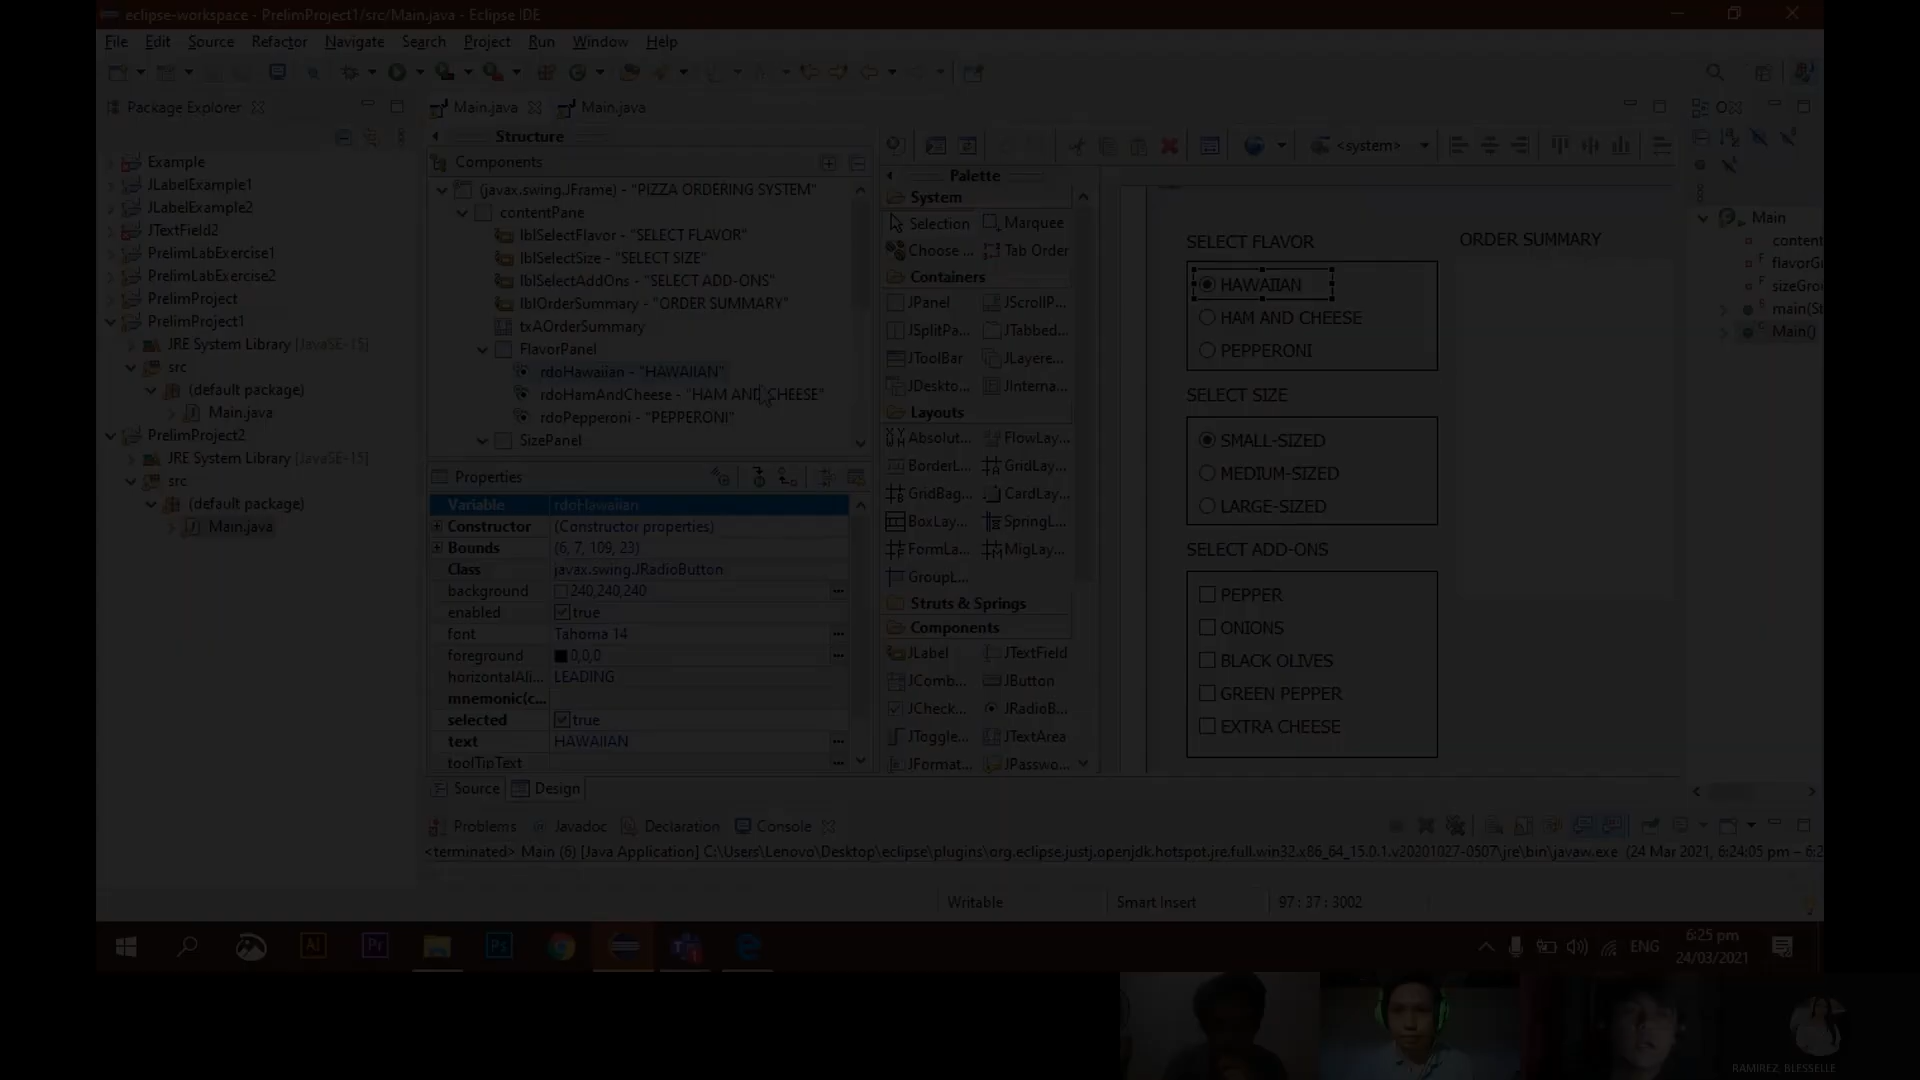 eclipse-workspace - PrelimProject1/src/Main.java - Eclipse IDE
File Edit Source Refactor Navigate Search Project Run Window Help
Package Explorer
Main.java
Main.java
Structure
Components
Example
JLabelExample1
JLabelExample2
JTextField2
PrelimLabExercise1
PrelimLabExercise2
PrelimProject
PrelimProject1
JRE System Library [JavaSE-15]
src
(default package)
Main.java
PrelimProject2
JRE System Library [JavaSE-15]
src
(default package)
Main.java
(javax.swing.JFrame) - "PIZZA ORDERING SYSTEM"
contentPane
lblSelectFlavor - "SELECT FLAVOR"
lblSelectSize - "SELECT SIZE"
lblSelectAddOns - "SELECT ADD-ONS"
lblOrderSummary - "ORDER SUMMARY"
txAOrderSummary
FlavorPanel
rdoHawaiian - "HAWAIIAN"
rdoHamAndCheese - "HAM AND CHEESE"
rdoPepperoni - "PEPPERONI"
SizePanel
Properties
Variable rdoHawaiian
Constructor (Constructor properties)
Bounds (6, 7, 109, 23)
Class javax.swing.JRadioButton
background 240,240,240
enabled true
font Tahoma 14
foreground 0,0,0
horizontalAli... LEADING
mnemonic(c...
selected true
text HAWAIIAN
toolTipText
Source Design
<system>
Palette
System
Selection Marquee
Choose ... Tab Order
Containers
JPanel JScrollP...
JSplitPa... JTabbed...
JToolBar JLayere...
JDeskto... JInterna...
Layouts
Absolut... FlowLay...
BorderL... GridLay...
GridBag... CardLay...
BoxLay... SpringL...
FormLa... MigLay...
GroupL...
Struts & Springs
Components
JLabel JTextField
JComb... JButton
JCheck... JRadioB...
JToggle... JTextArea
JFormat... JPasswo...
SELECT FLAVOR
HAWAIIAN
HAM AND CHEESE
PEPPERONI
SELECT SIZE
SMALL-SIZED
MEDIUM-SIZED
LARGE-SIZED
SELECT ADD-ONS
PEPPER
ONIONS
BLACK OLIVES
GREEN PEPPER
EXTRA CHEESE
ORDER SUMMARY
Main
content
flavorG
sizeGro
main(St
Main()
Problems Javadoc Declaration Console
<terminated> Main (6) [Java Application] C:\Users\Lenovo\Desktop\eclipse\plugins\org.eclipse.justj.openjdk.hotspot.jre.full.win32.x86_64_15.0.1.v20201027-0507\jre\bin\javaw.exe (24 Mar 2021, 6:24:05 pm – 6:2
Writable Smart Insert 97 : 37 : 3002
Ai Pr Ps
ENG
6:25 pm
24/03/2021
RAMIREZ, BLESSELLE